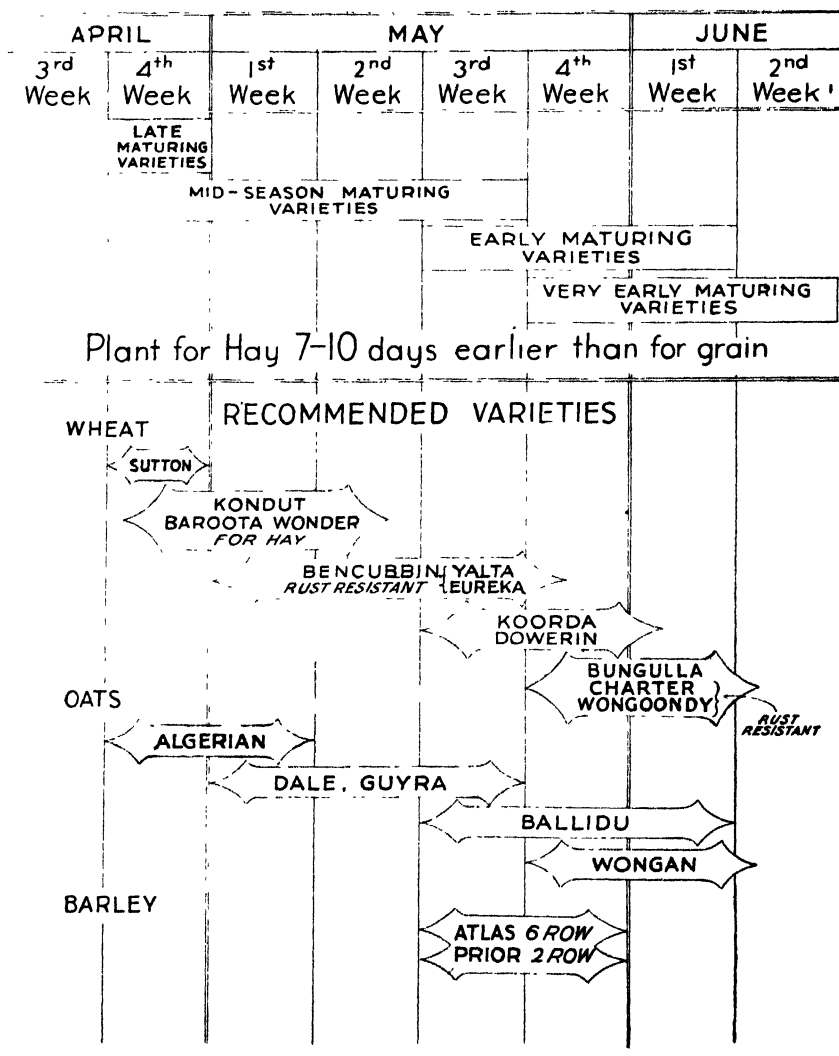 APRIL MAY JUNE
3rd 4th 1st 2nd 3rd 4th 1st 2nd
Week Week Week Week Week Week Week Week
LATE
MATURING
VARIETIES
MID-SEASON MATURING
VARIETIES
EARLY MATURING
VARIETIES
VERY EARLY MATURING
VARIETIES
Plant for Hay 7-10 days earlier than for grain
RECOMMENDED VARIETIES
WHEAT
SUTTON
KONDUT
BAROOTA WONDER
FOR HAY
BENCUBBIN YALTA
RUST RESISTANT EUREKA
KOORDA
DOWERIN
BUNGULLA
CHARTER
WONGOONDY
RUST
RESISTANT
OATS
ALGERIAN
DALE, GUYRA
BALLIDU
WONGAN
BARLEY
ATLAS 6 ROW
PRIOR 2 ROW